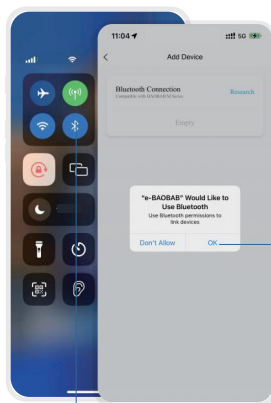 11:04
5G
Add Device
Bluetooth Connection
Compatible with BAOBAB M Series
Research
Empty
"e-BAOBAB" Would Like to
Use Bluetooth
Use Bluetooth permissions to
link devices
Don't Allow
OK